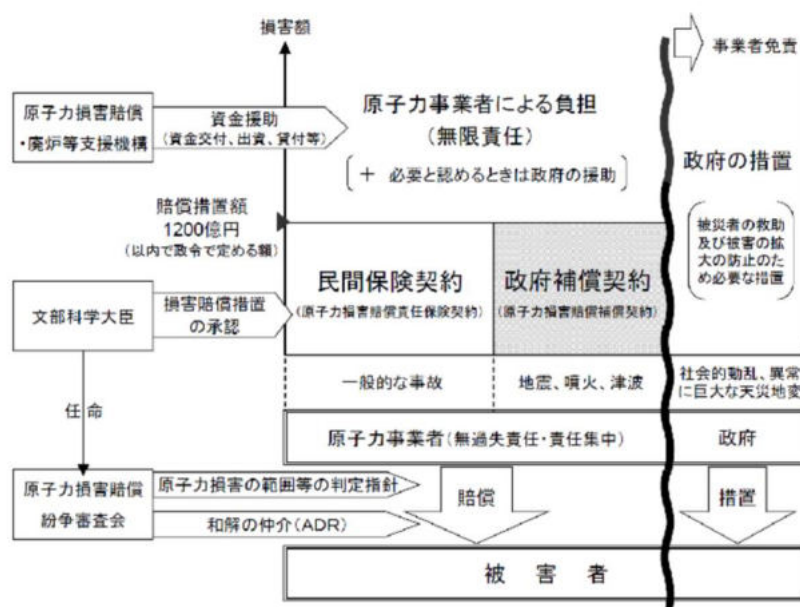 損害額
事業者免責
原子力損害賠償
・廃炉等支援機構
資金援助
(資金交付、出資、貸付等)
原子力事業者による負担
(無限責任)
＋ 必要と認めるときは政府の援助
政府の措置
被災者の救助
及び被害の拡
大の防止のた
め必要な措置
賠償措置額
1200億円
(以内で政令で定める額)
民間保険契約
(原子力損害賠償責任保険契約)
政府補償契約
(原子力損害賠償補償契約)
文部科学大臣
損害賠償措置
の承認
一般的な事故
地震、噴火、津波
社会的動乱、異常
に巨大な天災地変
任命
原子力事業者(無過失責任・責任集中)
政府
原子力損害賠償
紛争審査会
原子力損害の範囲等の判定指針
和解の仲介(ADR)
賠償
措置
被害者